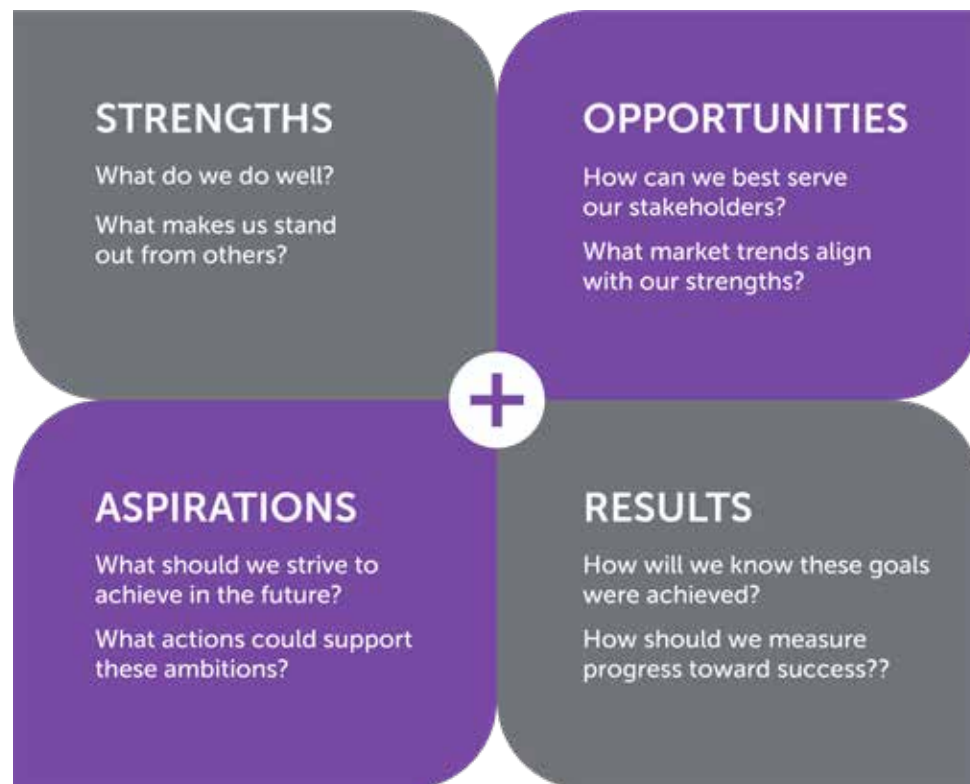 STRENGTHS
What do we do well?
What makes us stand
out from others?
OPPORTUNITIES
How can we best serve
our stakeholders?
What market trends align
with our strengths?
ASPIRATIONS
What should we strive to
achieve in the future?
What actions could support
these ambitions?
RESULTS
How will we know these goals
were achieved?
How should we measure
progress toward success??